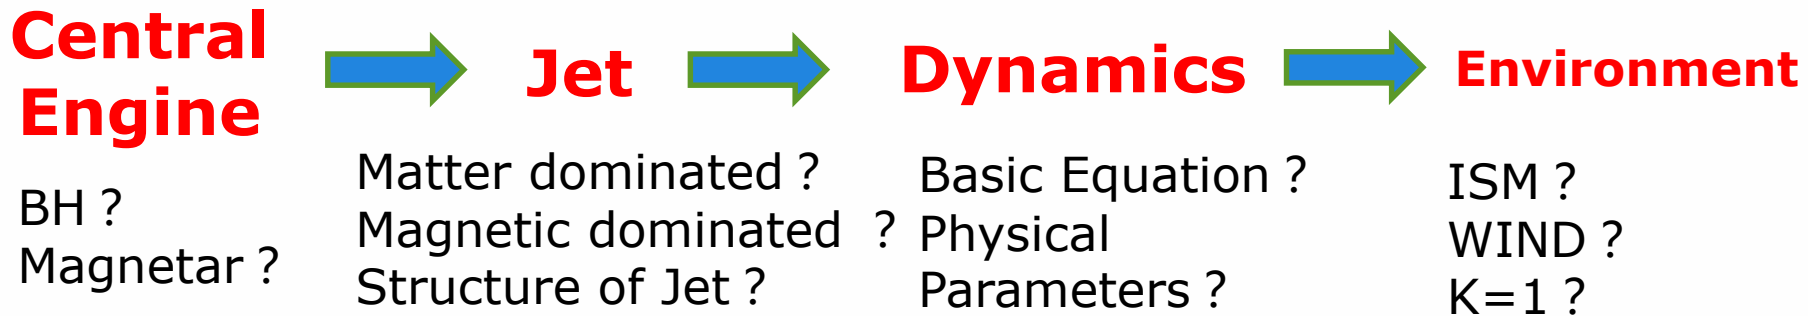 Central
Engine
Jet
Dynamics
Environment
BH？
Magnetar？
Matter dominated？
Magnetic dominated ？
Structure of Jet？
Basic Equation？
Physical
Parameters？
ISM？
WIND？
K=1？